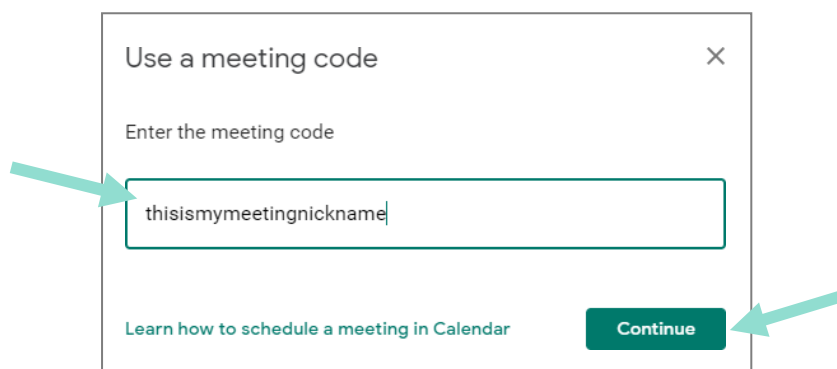 Use a meeting code
Enter the meeting code
thisismymeetingnickname
Learn how to schedule a meeting in Calendar
Continue